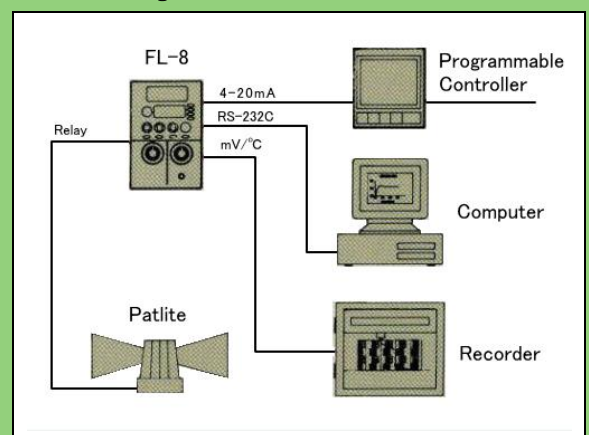 FL-8
4-20mA
Programmable
Controller
RS-232C
Relay
mV/°C
Computer
Patlite
Recorder